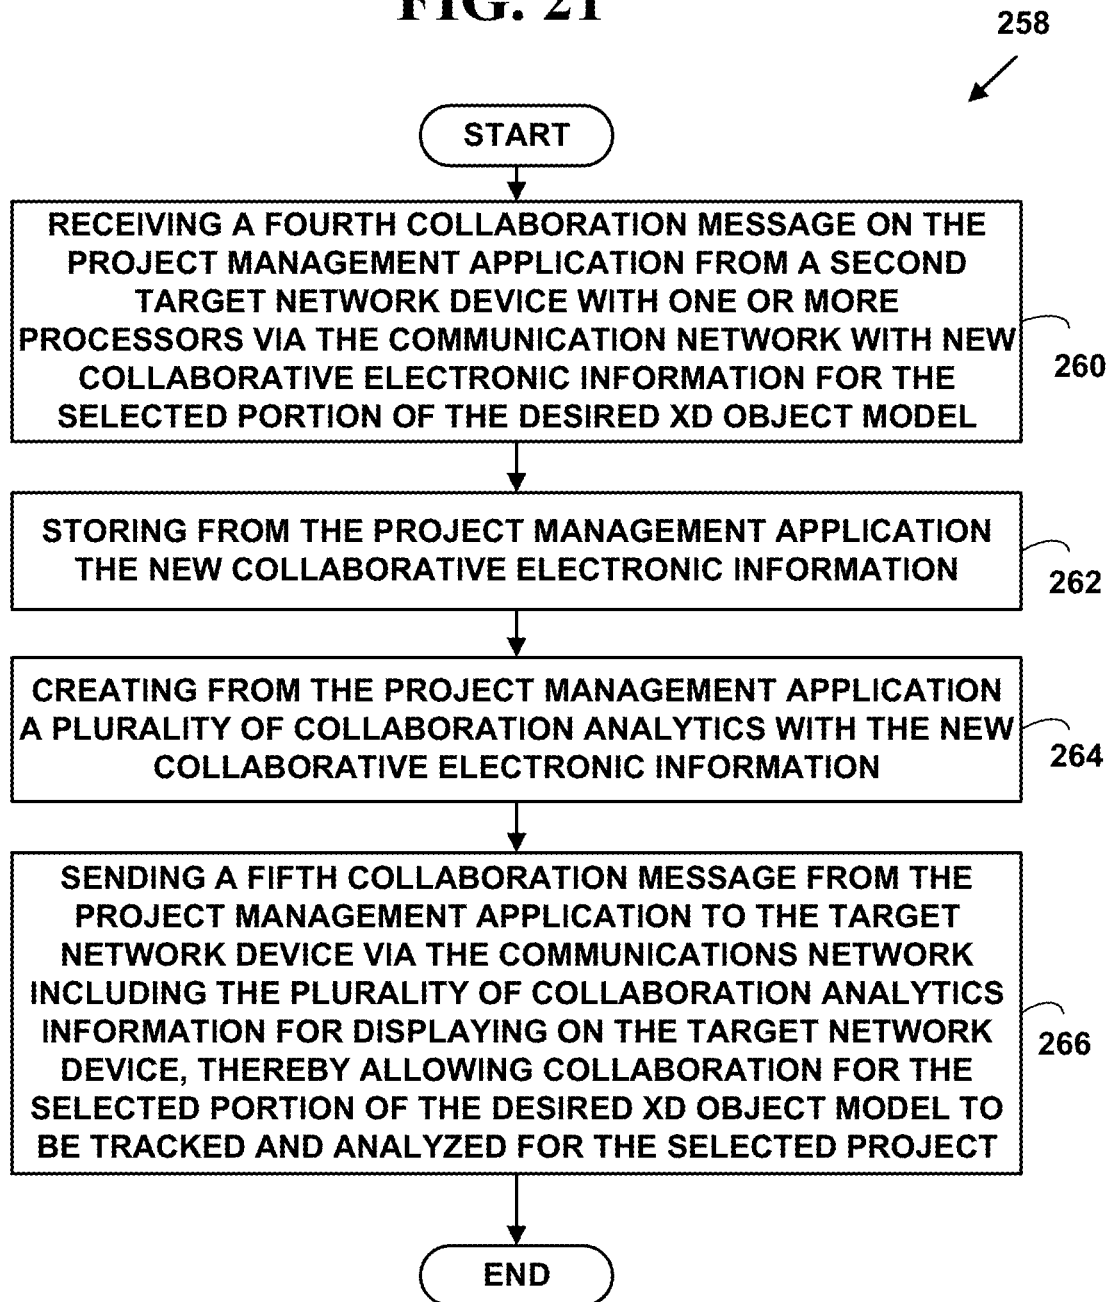 FIG. 21
258
START
RECEIVING A FOURTH COLLABORATION MESSAGE ON THE
PROJECT MANAGEMENT APPLICATION FROM A SECOND
TARGET NETWORK DEVICE WITH ONE OR MORE
PROCESSORS VIA THE COMMUNICATION NETWORK WITH NEW
COLLABORATIVE ELECTRONIC INFORMATION FOR THE
SELECTED PORTION OF THE DESIRED XD OBJECT MODEL
260
STORING FROM THE PROJECT MANAGEMENT APPLICATION
THE NEW COLLABORATIVE ELECTRONIC INFORMATION
262
CREATING FROM THE PROJECT MANAGEMENT APPLICATION
A PLURALITY OF COLLABORATION ANALYTICS WITH THE NEW
COLLABORATIVE ELECTRONIC INFORMATION
264
SENDING A FIFTH COLLABORATION MESSAGE FROM THE
PROJECT MANAGEMENT APPLICATION TO THE TARGET
NETWORK DEVICE VIA THE COMMUNICATIONS NETWORK
INCLUDING THE PLURALITY OF COLLABORATION ANALYTICS
INFORMATION FOR DISPLAYING ON THE TARGET NETWORK
DEVICE, THEREBY ALLOWING COLLABORATION FOR THE
SELECTED PORTION OF THE DESIRED XD OBJECT MODEL TO
BE TRACKED AND ANALYZED FOR THE SELECTED PROJECT
266
END